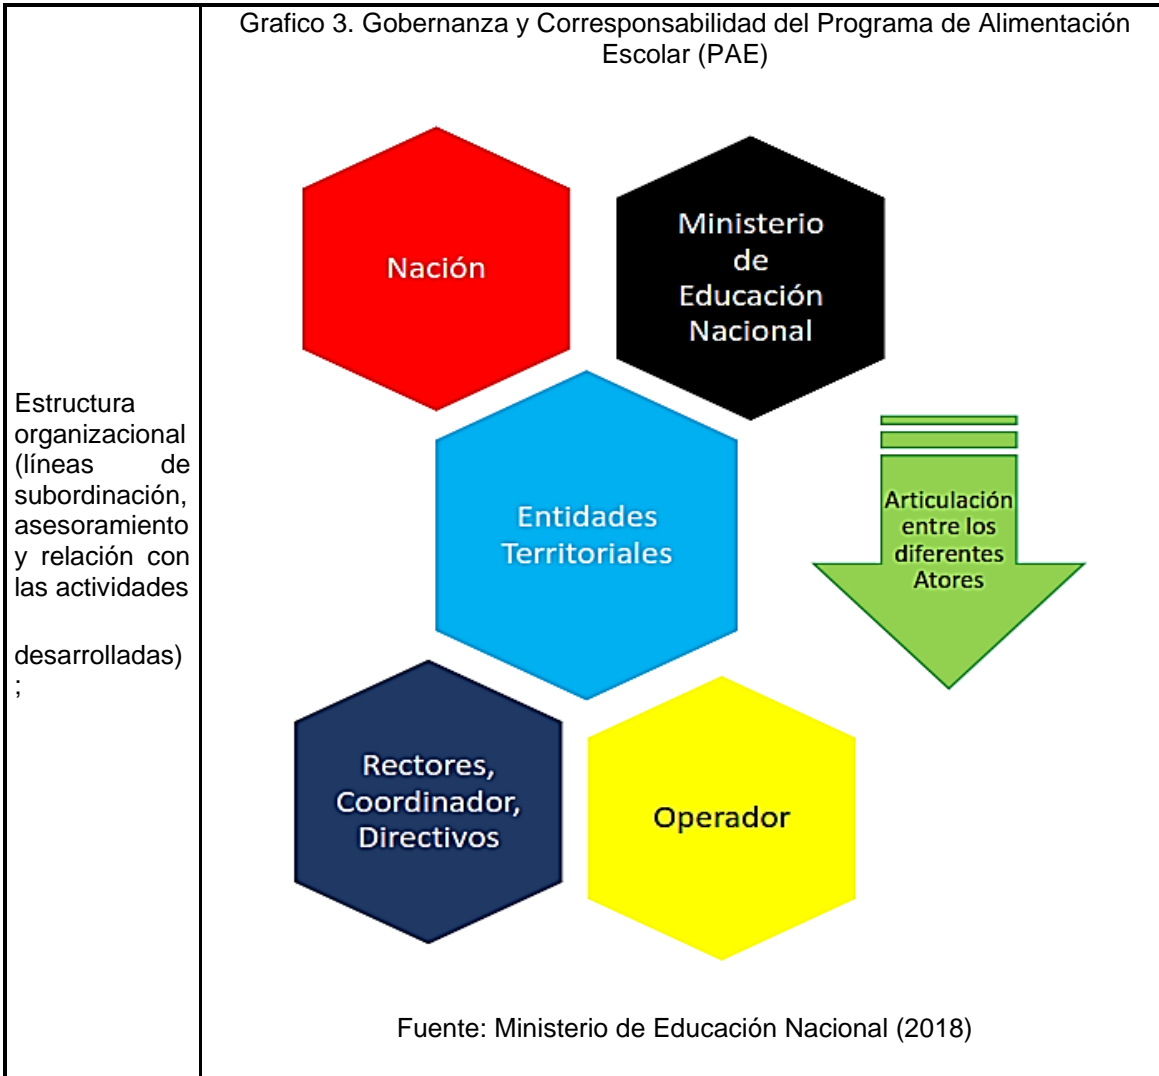 Grafico 3. Gobernanza y Corresponsabilidad del Programa de Alimentación
Escolar (PAE)
Estructura
organizacional
(líneas de
subordinación,
asesoramiento
y relación con
las actividades
desarrolladas)
;
Nación
Ministerio
de
Educación
Nacional
Entidades
Territoriales
Articulación
entre los
diferentes
Atores
Rectores,
Coordinador,
Directivos
Operador
Fuente: Ministerio de Educación Nacional (2018)